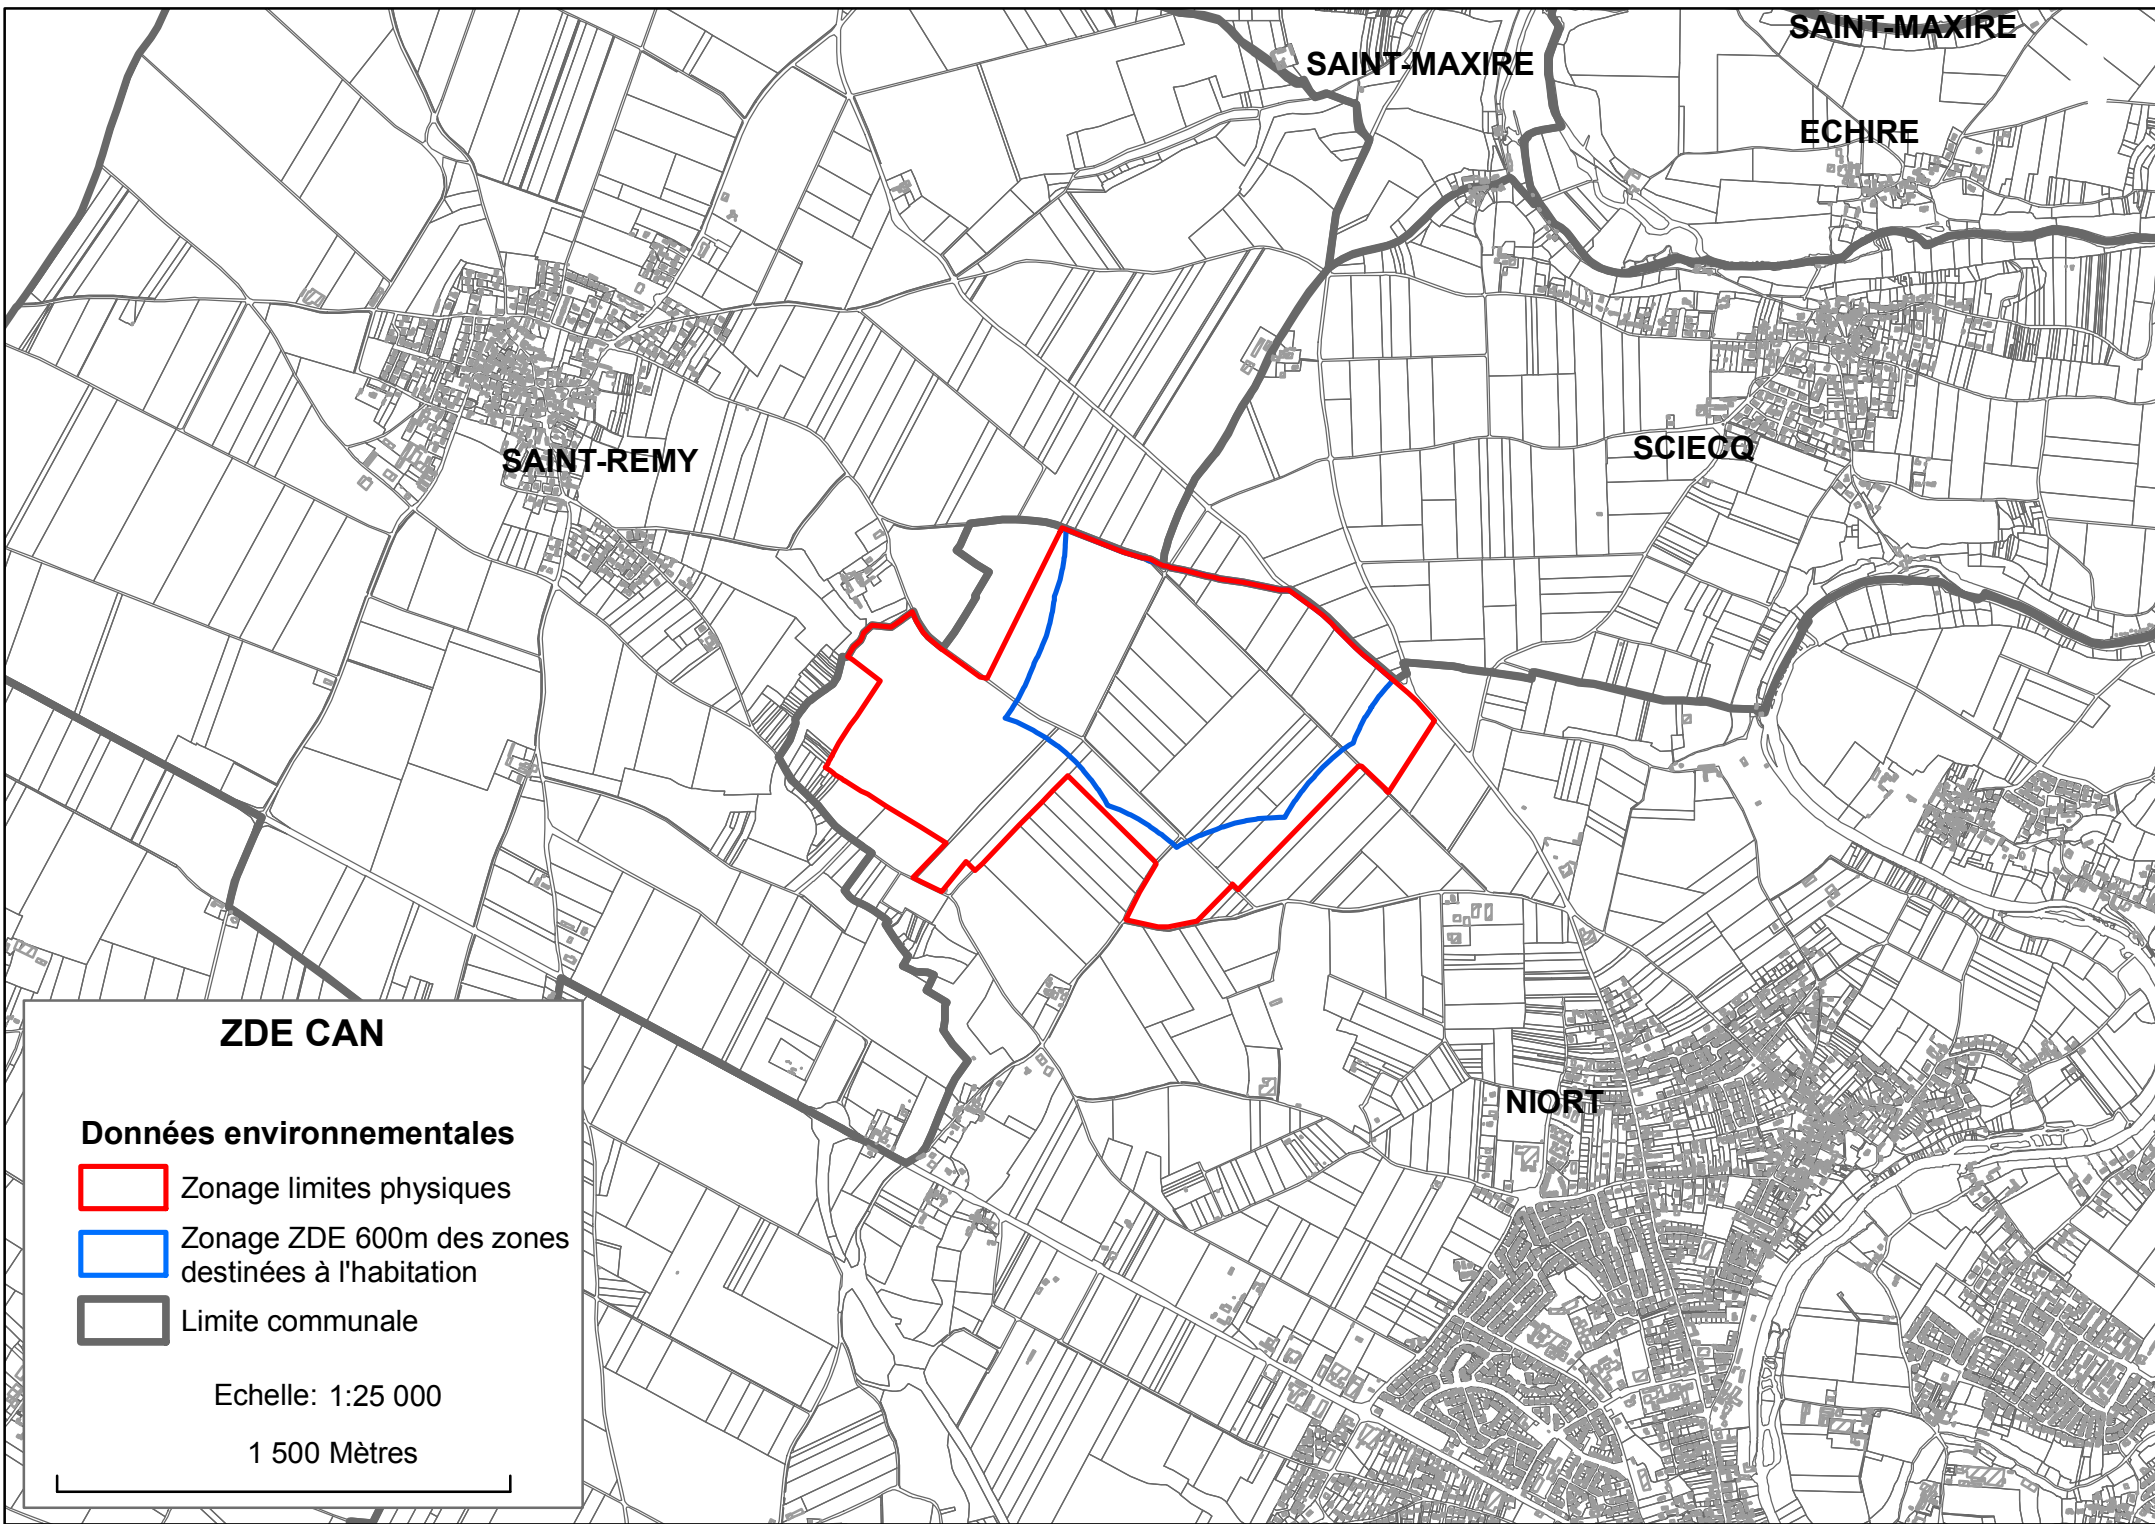 SAINT-MAXIRE
SAINT-MAXIRE
ECHIRE
SCIECQ
SAINT-REMY
NIORT
ZDE CAN
Données environnementales
Zonage limites physiques
Zonage ZDE 600m des zones
destinées à l'habitation
Limite communale
Echelle: 1:25 000
1 500 Mètres